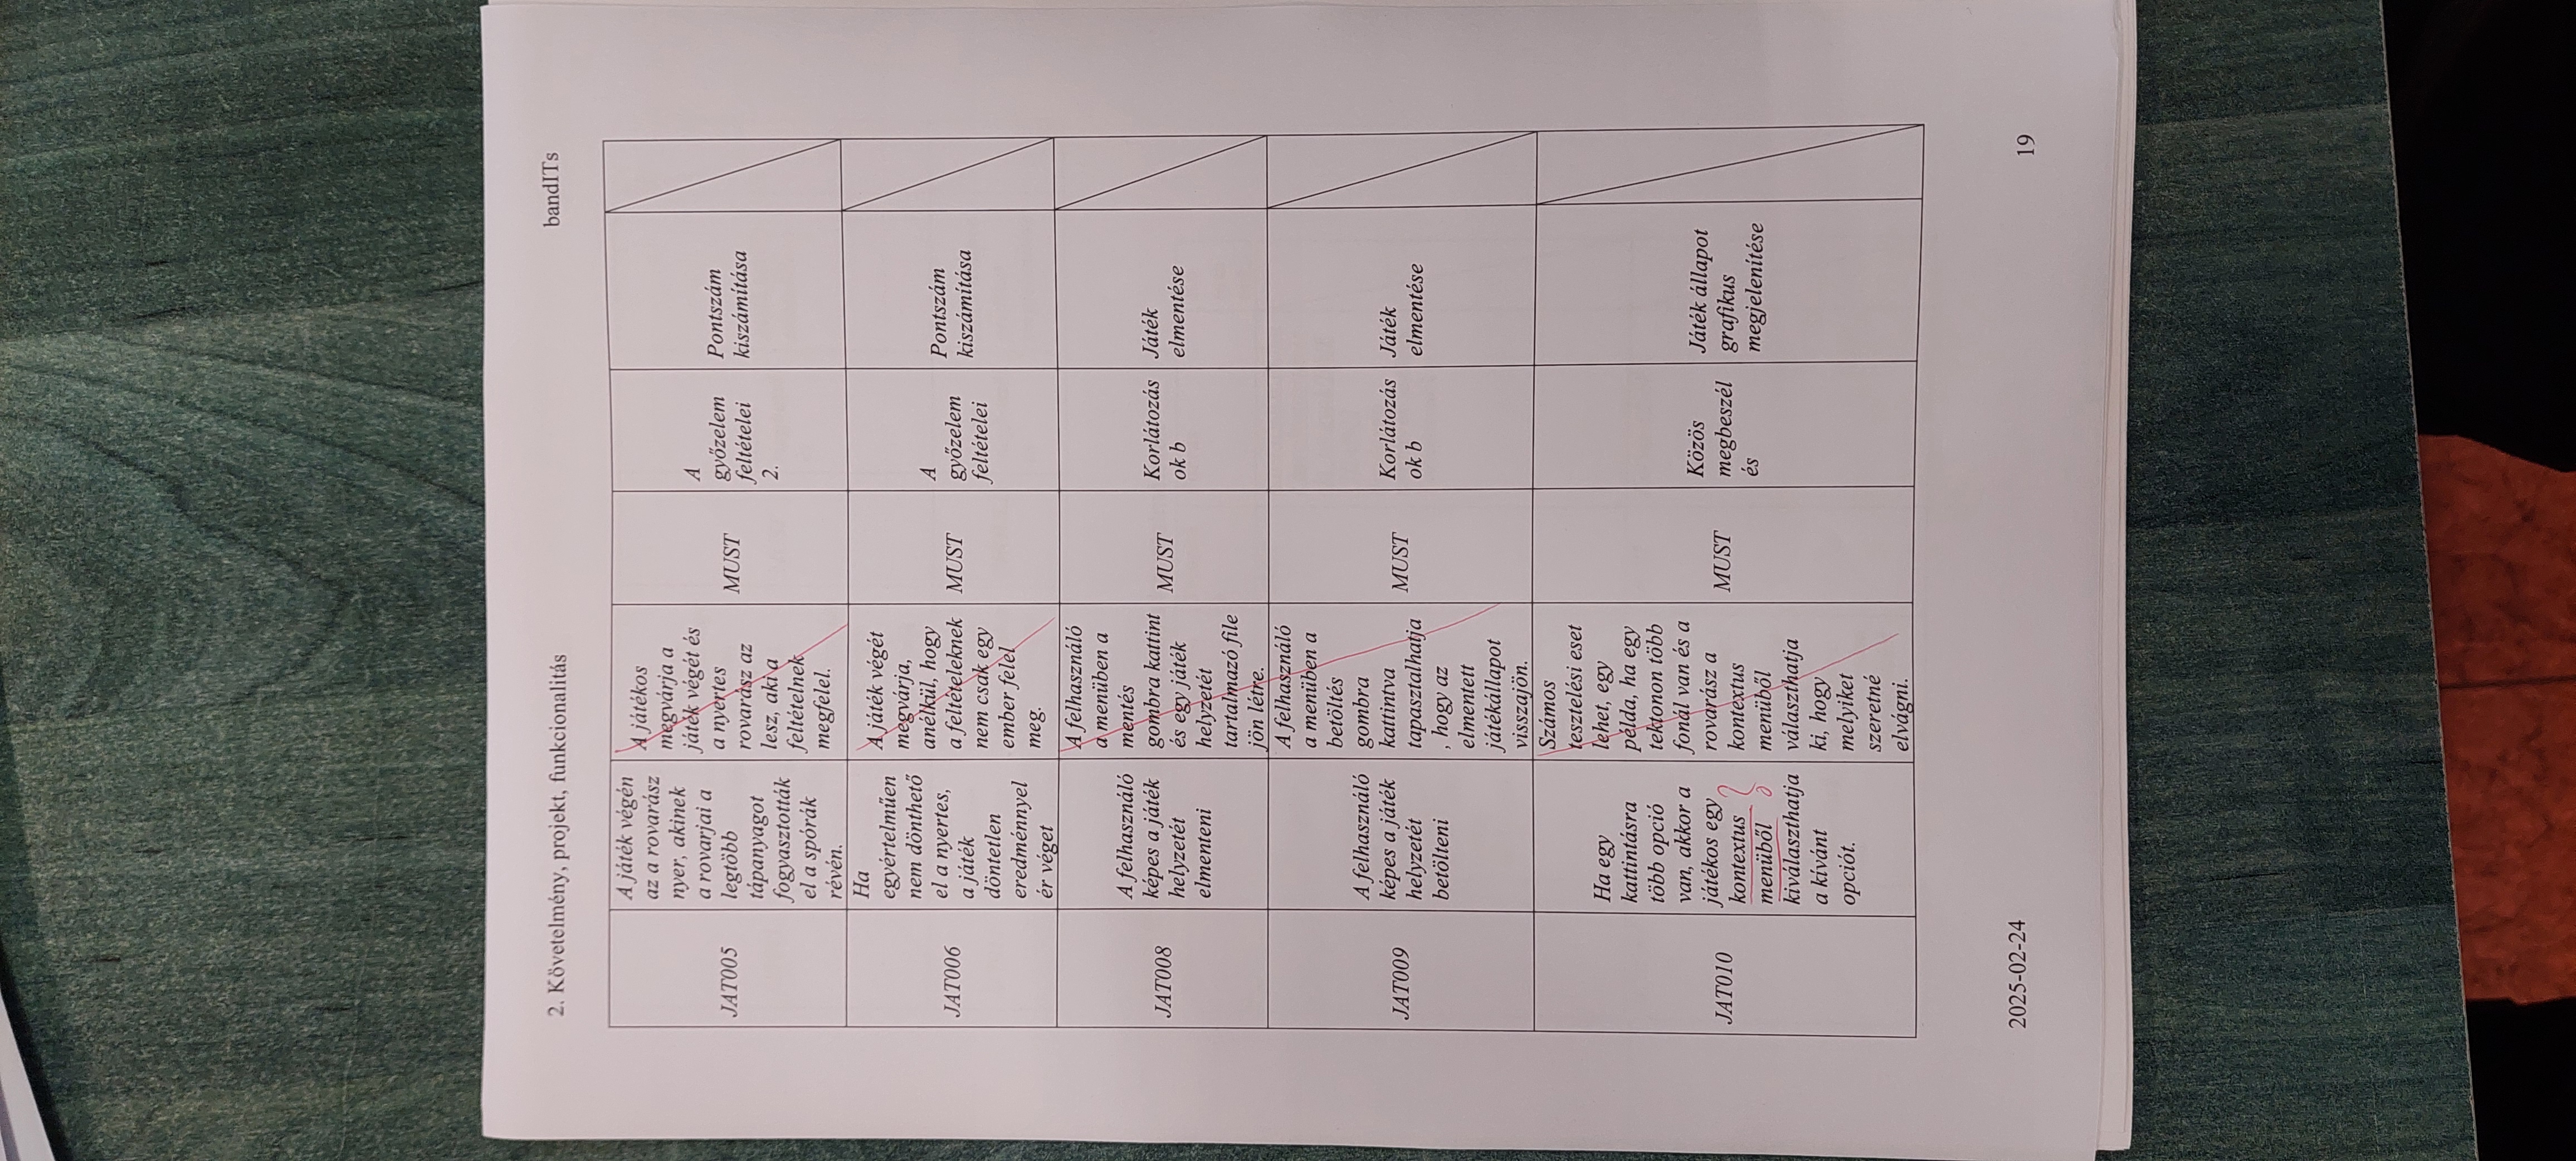 2. Követelmény, projekt, funkcionalitás
bandITs
JAT005
A játék végén
az a rovarász
nyer, akinek
a rovarjai a
legtöbb
tápanyagot
fogyasztották
el a spórák
révén.
A játékos
megvárja a
játék végét és
a nyertes
rovarász az
lesz, aki a
feltételnek
megfelel.
MUST
A
győzelem
feltételei
2.
Pontszám
kiszámítása
JAT006
Ha
egyértelműen
nem dönthető
el a nyertes,
a játék
döntetlen
eredménnyel
ér véget
A játék végét
megvárja,
anélkül, hogy
a feltételeknek
nem csak egy
ember felel
meg.
MUST
A
győzelem
feltételei
Pontszám
kiszámítása
JAT008
A felhasználó
képes a játék
helyzetét
elmenteni
A felhasználó
a menüben a
mentés
gombra kattint
és egy játék
helyzetét
tartalmazó file
jön létre.
MUST
Korlátozás
ok b
Játék
elmentése
JAT009
A felhasználó
képes a játék
helyzetét
betölteni
A felhasználó
a menüben a
betöltés
gombra
kattintva
tapasztalhatja
, hogy az
elmentett
játékállapot
visszajön.
MUST
Korlátozás
ok b
Játék
elmentése
JAT010
Ha egy
kattintásra
több opció
van, akkor a
játékos egy
kontextus
menüből
kiválaszthatja
a kívánt
opciót.
?
Számos
tesztelési eset
lehet, egy
példa, ha egy
tektonon több
fonál van és a
rovarász a
kontextus
menüből
választhatja
ki, hogy
melyiket
szeretné
elvágni.
MUST
Közös
megbeszél
és
Játék állapot
grafikus
megjelenítése
2025-02-24
19